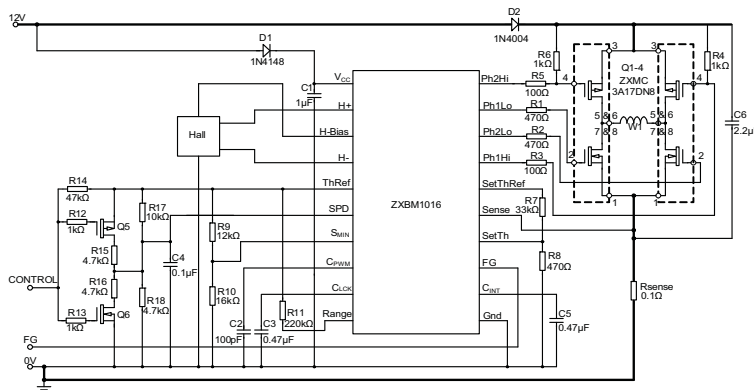 12V
D2
1N4004
D1
1N4148
R6
1kΩ
Q1-4
ZXMC
3A17DN8
R4
1kΩ
3
3
4
4
5 & 6
7 & 8
5 & 6
7 & 8
W1
2
2
1
1
C6
2.2µ
C1
1µF
Vcc
H+
H-Bias
H-
ThRef
SPD
SMIN
CPWM
CLCK
Range
ZXBM1016
Ph2Hi
Ph1Lo
Ph2Lo
Ph1Hi
SetThRef
Sense
SetTh
FG
CINT
Gnd
R5
100Ω
R1
470Ω
R2
470Ω
R3
100Ω
Hall
R14
47kΩ
R12
1kΩ
Q5
R15
4.7kΩ
R16
4.7kΩ
CONTROL
R13
1kΩ
Q6
R17
10kΩ
R18
4.7kΩ
C4
0.1µF
R9
12kΩ
R10
16kΩ
R11
220kΩ
C2
100pF
C3
0.47µF
R7
33kΩ
R8
470Ω
C5
0.47µF
Rsense
0.1Ω
FG
0V